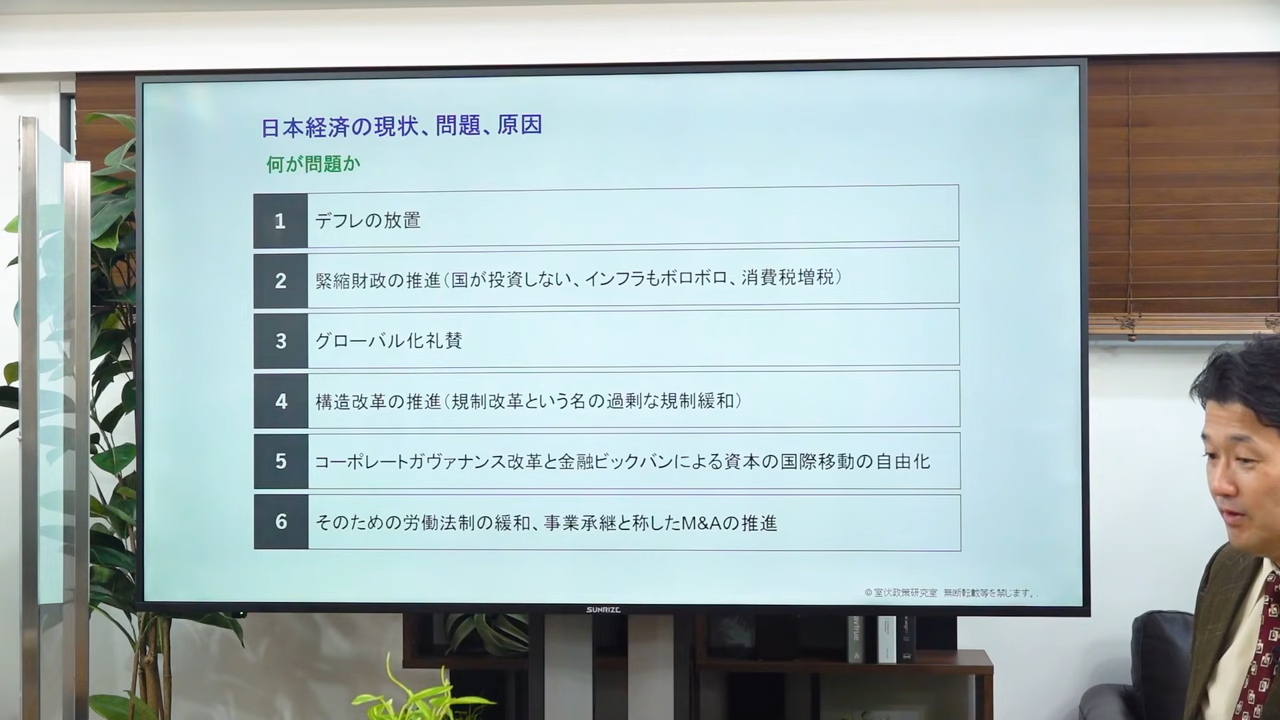 日本経済の現状、問題、原因
何が問題か
1 デフレの放置
2 緊縮財政の推進（国が投資しない、インフラもボロボロ、消費税増税）
3 グローバル化礼賛
4 構造改革の推進（規制改革という名の過剰な規制緩和）
5 コーポレートガヴァナンス改革と金融ビックバンによる資本の国際移動の自由化
6 そのための労働法制の緩和、事業承継と称したM&Aの推進
© 室伏政策研究室 無断転載等を禁じます。
SUNRIZE